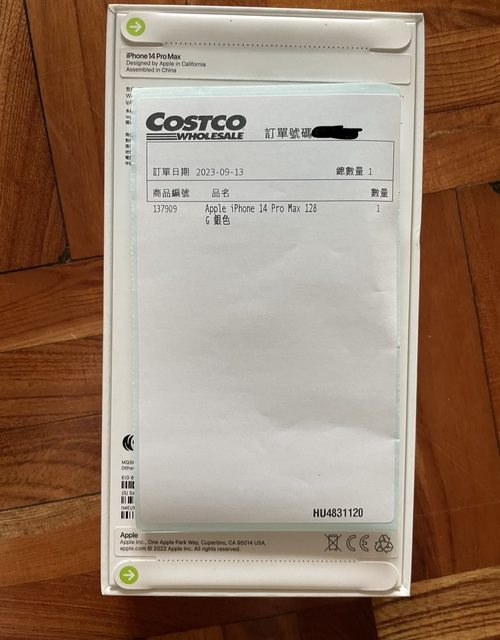 iPhone 14 Pro Max
Designed by Apple in California
Assembled in China
COSTCO
WHOLESALE
訂單號碼
訂單日期 2023-09-13 總數量 1
商品編號 品名 數量
137909 Apple iPhone 14 Pro Max 128 1
G 銀色
HU4831120
Apple
Apple Inc., One Apple Park Way, Cupertino, CA 95014 USA,
apple.com © 2022 Apple Inc. All rights reserved.